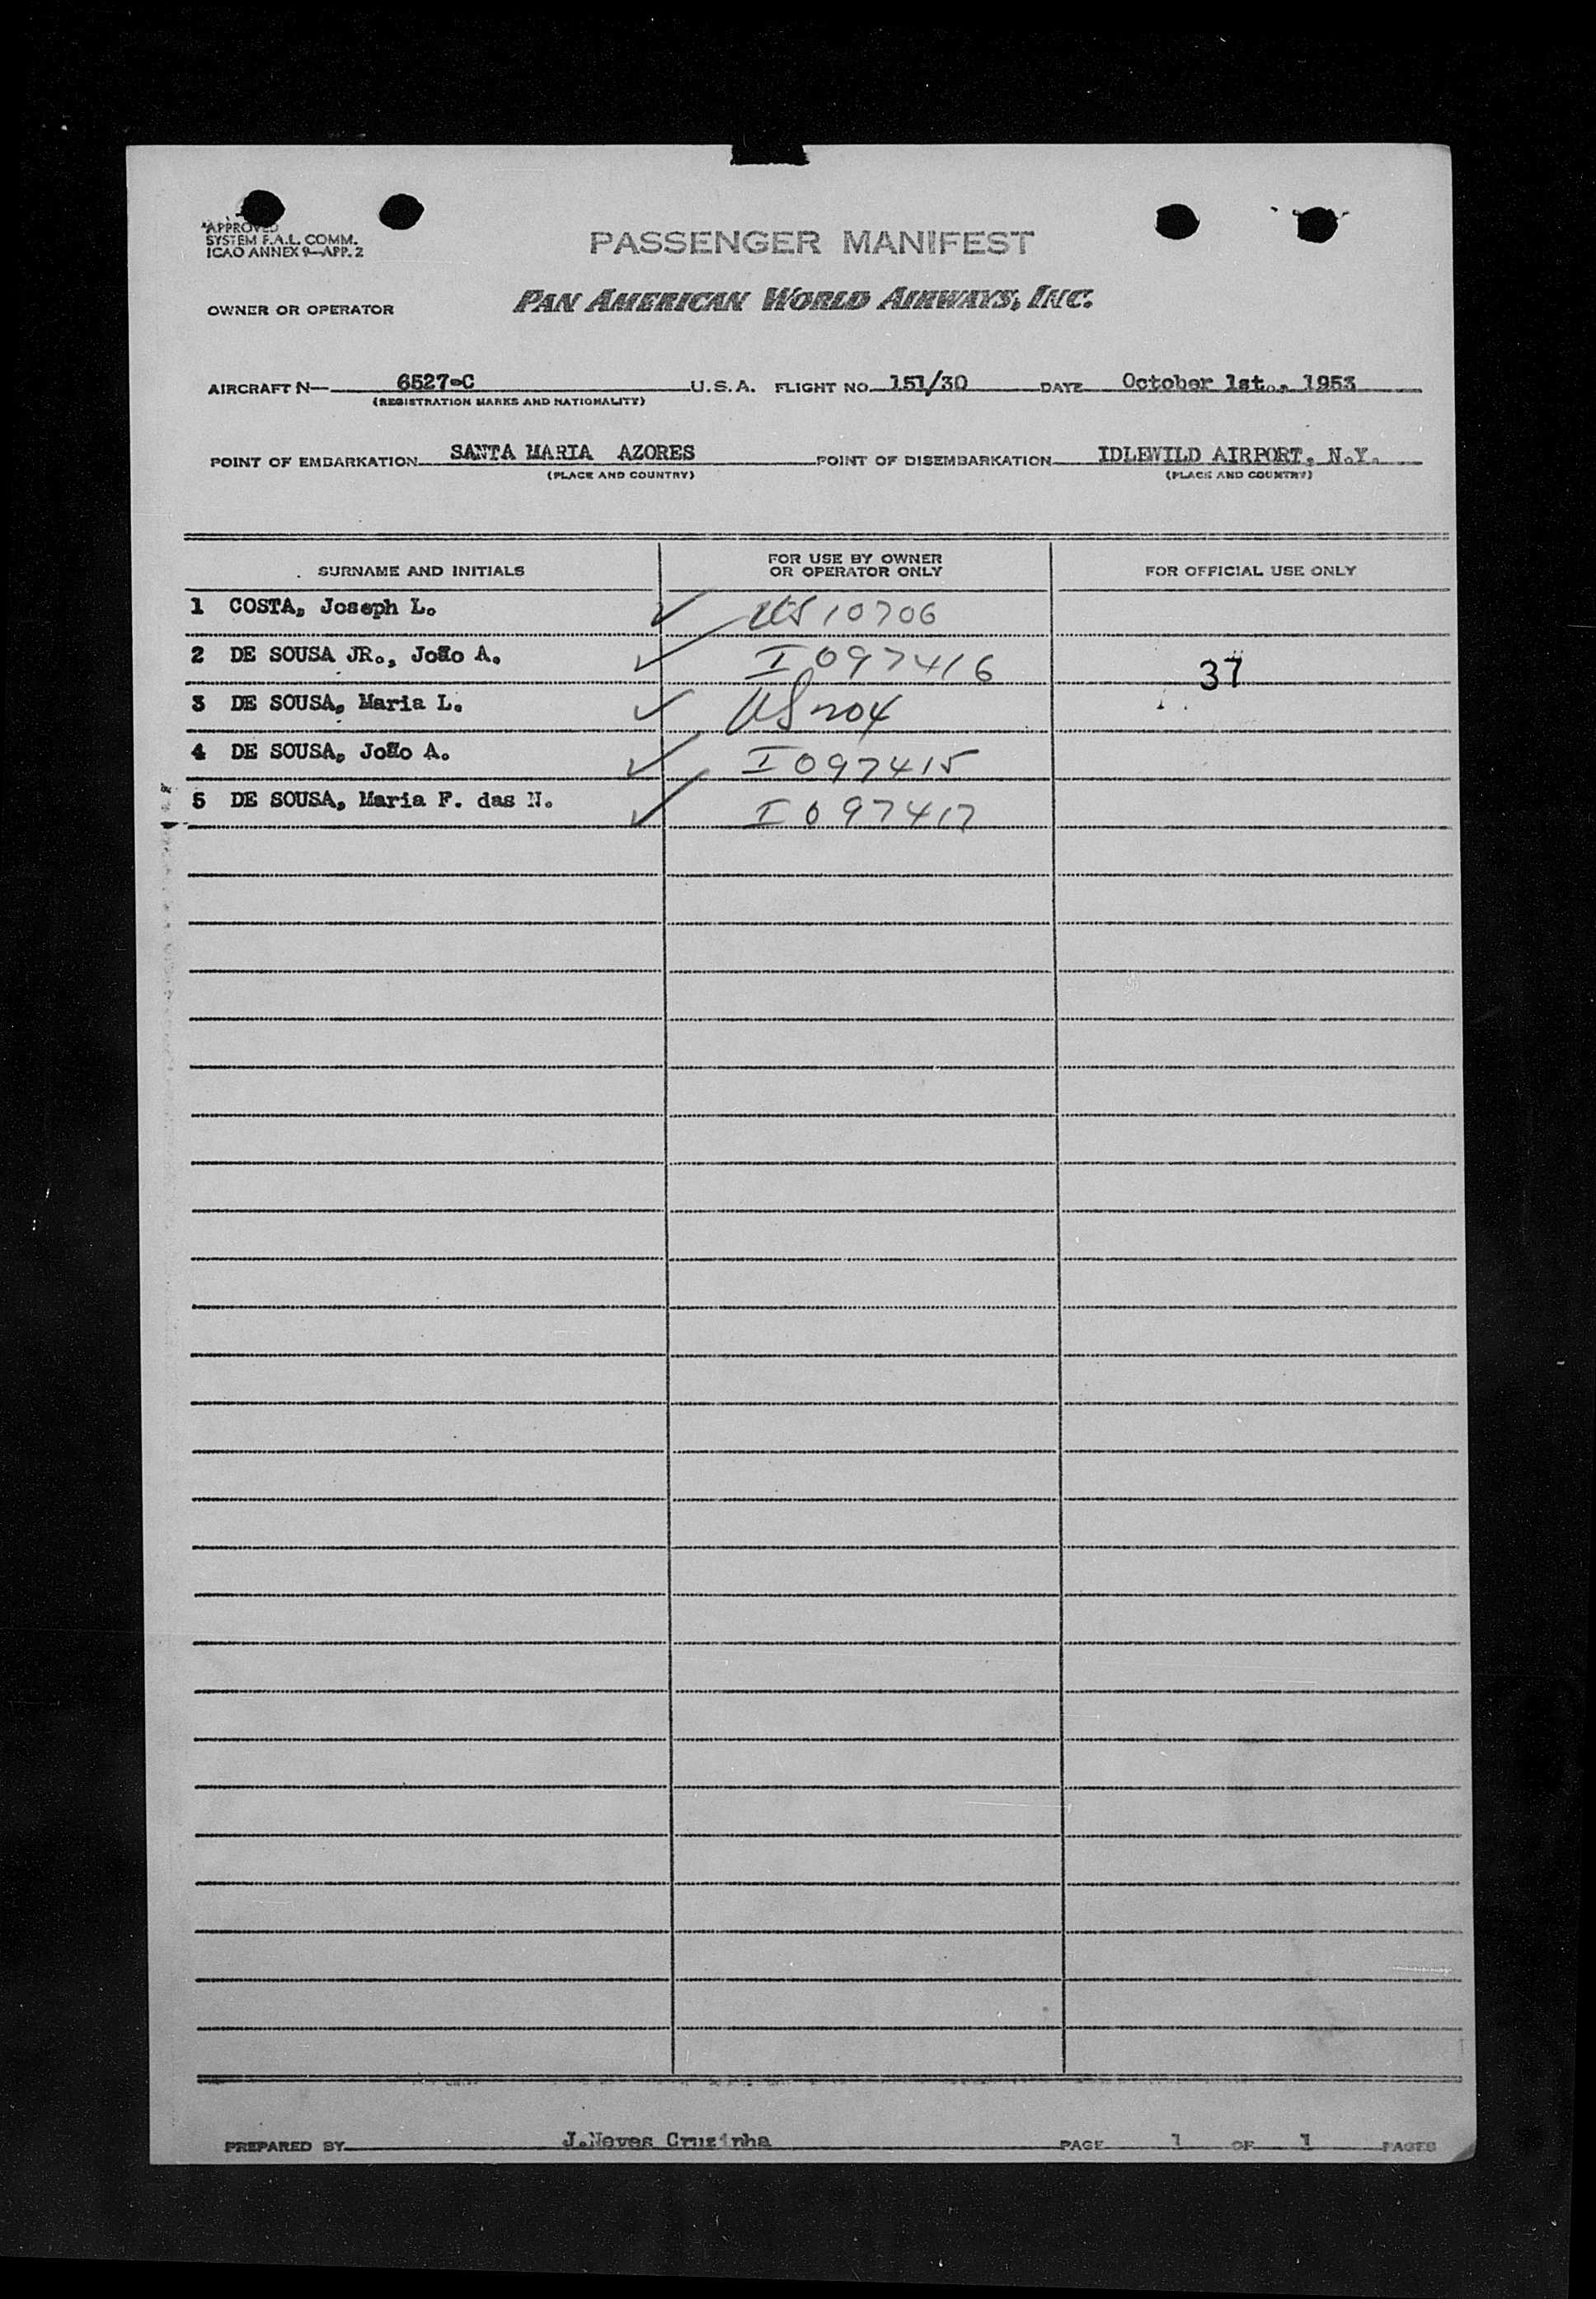 APPROVED
SYSTEM F.A.L. COMM.
ICAO ANNEX 9—APP. 2
PASSENGER MANIFEST
OWNER OR OPERATOR PAN AMERICAN WORLD AIRWAYS, INC.
AIRCRAFT N— 6527-C U.S.A. FLIGHT NO. 151/30 DATE October 1st., 1953
(REGISTRATION MARKS AND NATIONALITY)
POINT OF EMBARKATION SANTA MARIA AZORES POINT OF DISEMBARKATION IDLEWILD AIRPORT, N.Y.
(PLACE AND COUNTRY) (PLACE AND COUNTRY)
SURNAME AND INITIALS FOR USE BY OWNER OR OPERATOR ONLY FOR OFFICIAL USE ONLY
1 COSTA, Joseph L. ✓ US 10706
2 DE SOUSA JR., João A. ✓ I 097416 37
3 DE SOUSA, Maria L. ✓ US 204
4 DE SOUSA, João A. ✓ I 097415
5 DE SOUSA, Maria F. das N. ✓ I 097417
PREPARED BY J.Neves Cruzinha PAGE 1 OF 1 PAGES